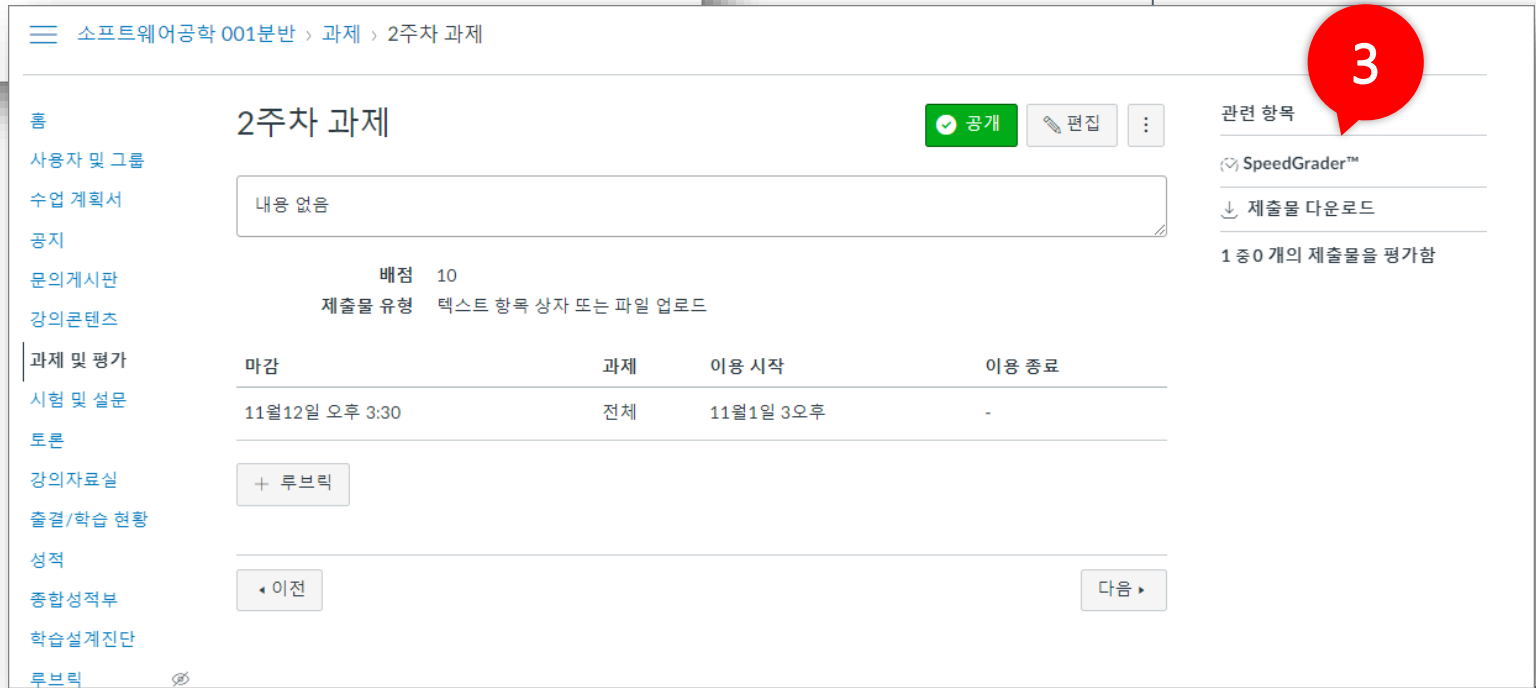 소프트웨어공학 001분반 › 과제 › 2주차 과제
3
홈
사용자 및 그룹
수업 계획서
공지
문의게시판
강의콘텐츠
과제 및 평가
시험 및 설문
토론
강의자료실
출결/학습 현황
성적
종합성적부
학습설계진단
루브릭
2주차 과제
공개
편집
내용 없음
배점 10
제출물 유형 텍스트 항목 상자 또는 파일 업로드
마감 과제 이용 시작 이용 종료
11월12일 오후 3:30 전체 11월1일 3오후 -
+ 루브릭
이전
다음
관련 항목
SpeedGrader™
제출물 다운로드
1 중0 개의 제출물을 평가함